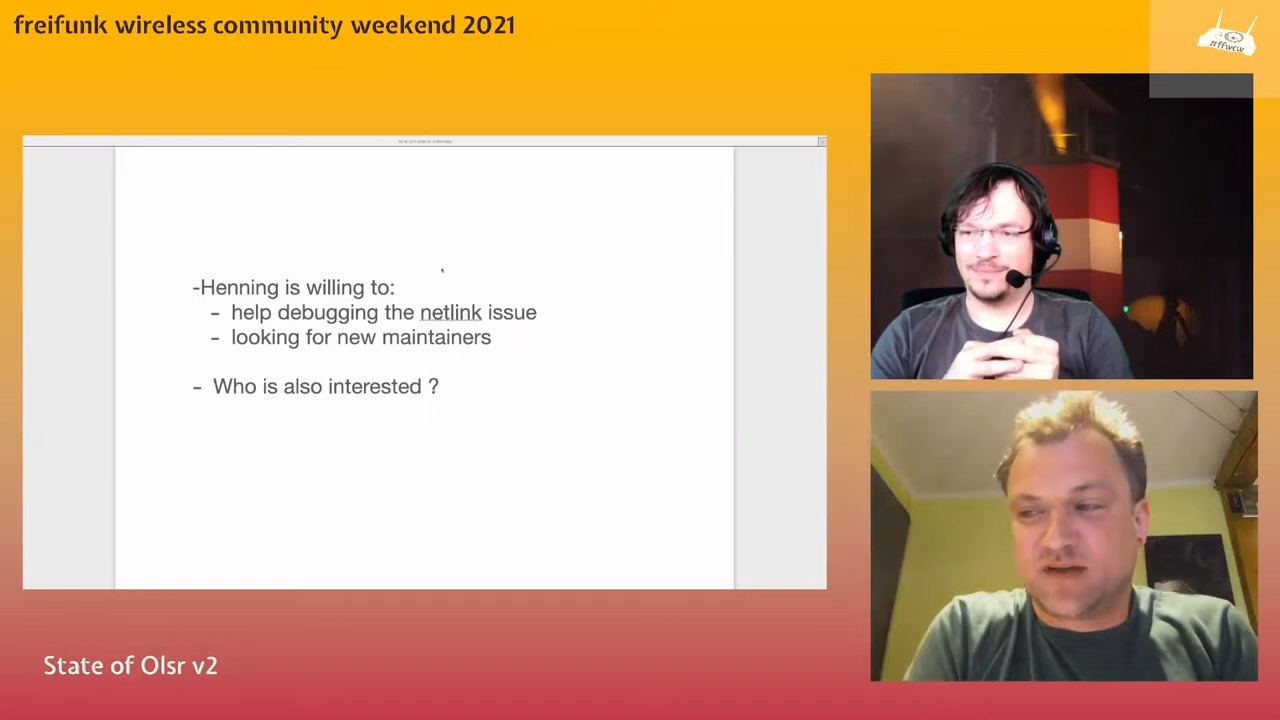 freifunk wireless community weekend 2021
#ffwcw
-Henning is willing to:
- help debugging the netlink issue
- looking for new maintainers
- Who is also interested ?
State of Olsr v2